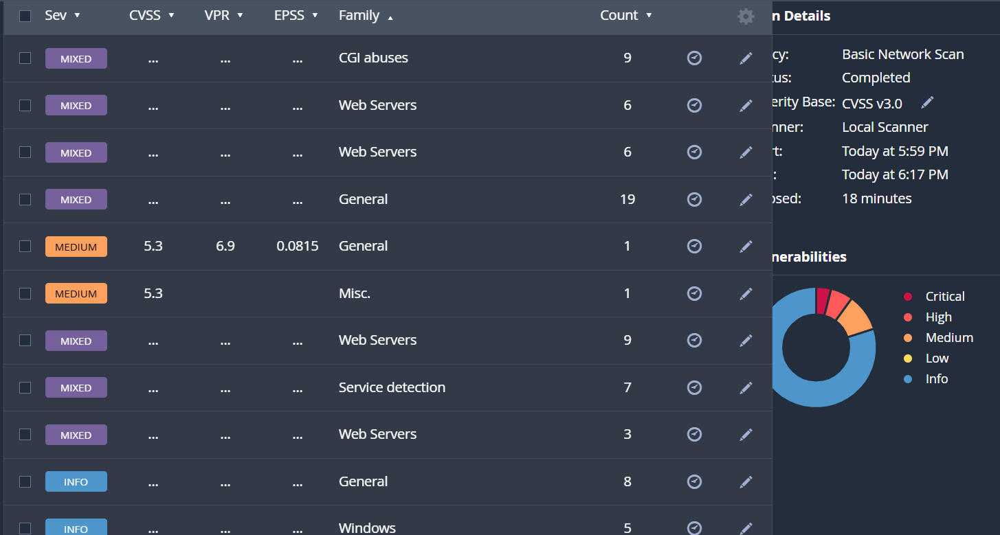 Sev CVSS VPR EPSS Family Count
MIXED ... ... ... CGI abuses 9
MIXED ... ... ... Web Servers 6
MIXED ... ... ... Web Servers 6
MIXED ... ... ... General 19
MEDIUM 5.3 6.9 0.0815 General 1
MEDIUM 5.3 Misc. 1
MIXED ... ... ... Web Servers 9
MIXED ... ... ... Service detection 7
MIXED ... ... ... Web Servers 3
INFO ... ... ... General 8
INFO ... ... ... Windows 5
n Details
cy: Basic Network Scan
tus: Completed
erity Base: CVSS v3.0
nner: Local Scanner
rt: Today at 5:59 PM
: Today at 6:17 PM
osed: 18 minutes
nerabilities
Critical
High
Medium
Low
Info